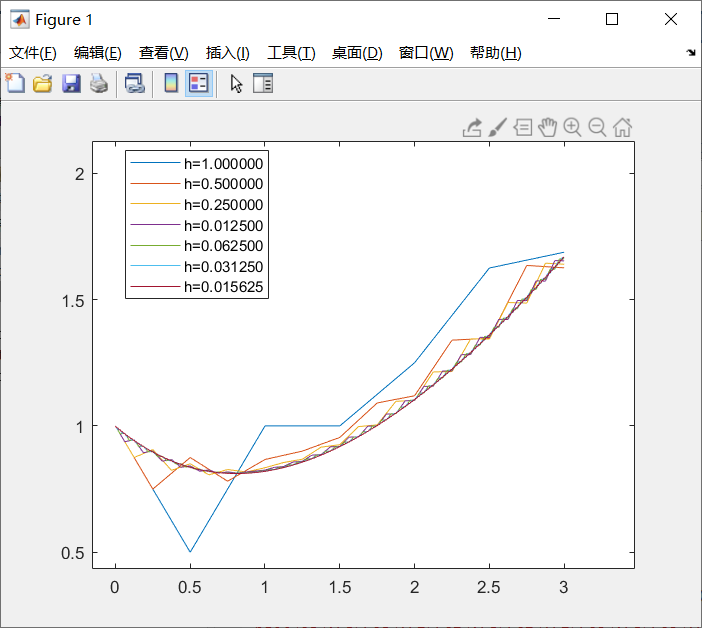 Figure 1
文件(F) 编辑(E) 查看(V) 插入(I) 工具(T) 桌面(D) 窗口(W) 帮助(H)
h=1.000000
h=0.500000
h=0.250000
h=0.012500
h=0.062500
h=0.031250
h=0.015625
2
1.5
1
0.5
0 0.5 1 1.5 2 2.5 3